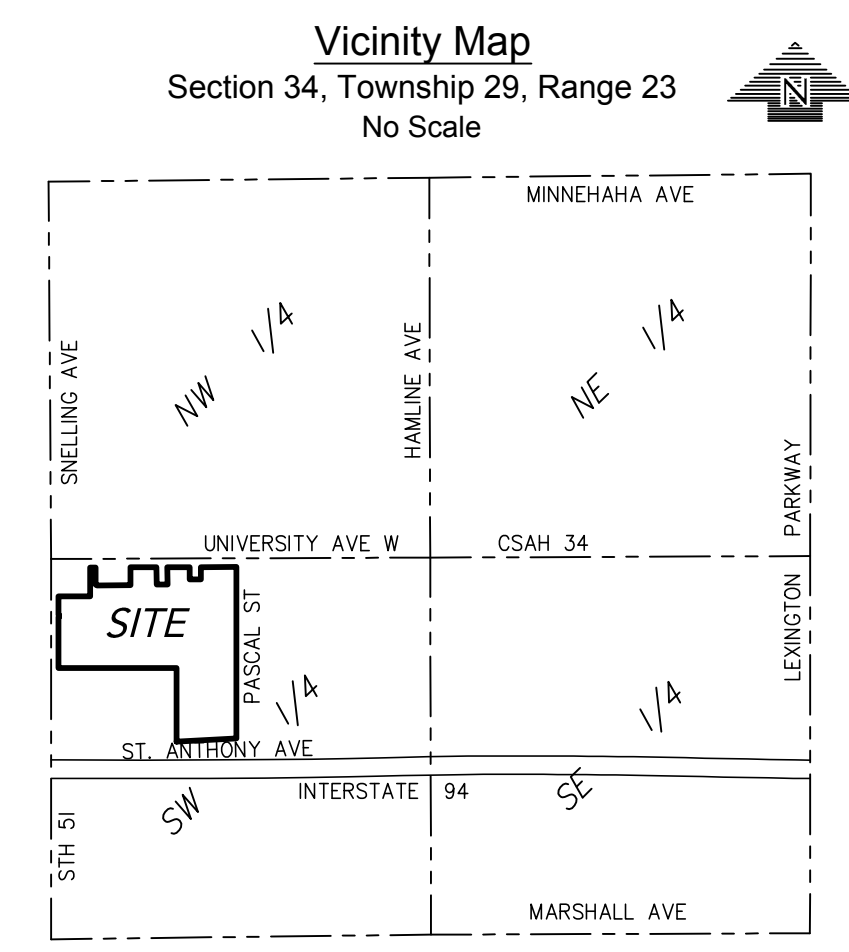 Vicinity Map
Section 34, Township 29, Range 23
No Scale
N
MINNEHAHA AVE
NW 1/4
NE 1/4
SNELLING AVE
HAMLINE AVE
LEXINGTON PARKWAY
UNIVERSITY AVE W
CSAH 34
SITE
PASCAL ST
ST. ANTHONY AVE
INTERSTATE 94
SW 1/4
SE 1/4
STH 51
MARSHALL AVE